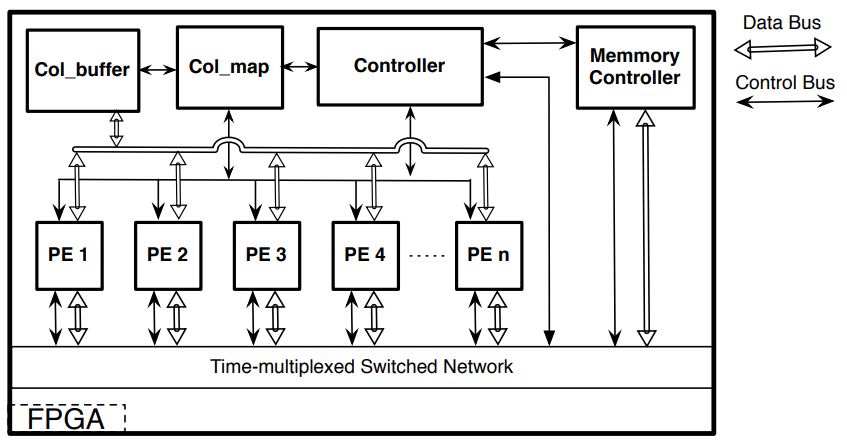 Data Bus
Control Bus
Col_buffer
Col_map
Controller
Memmory
Controller
PE 1
PE 2
PE 3
PE 4
.....
PE n
Time-multiplexed Switched Network
FPGA